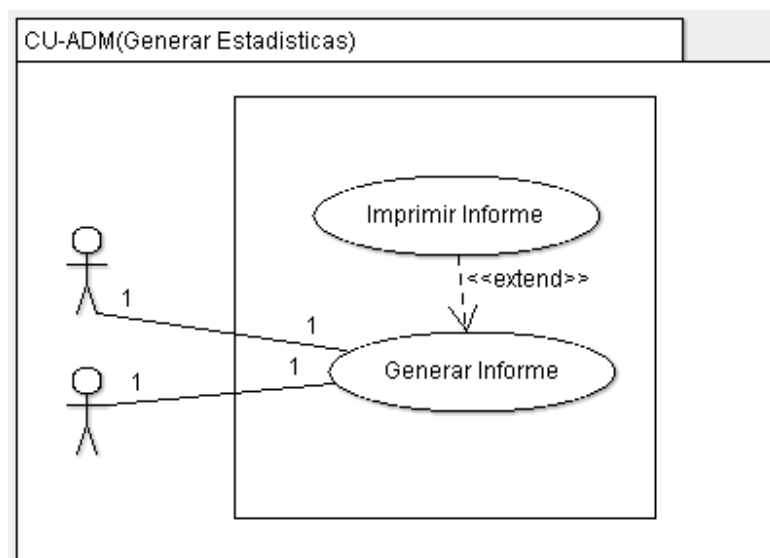 CU-ADM(Generar Estadisticas)
Imprimir Informe
<<extend>>
1
1
Generar Informe
1
1